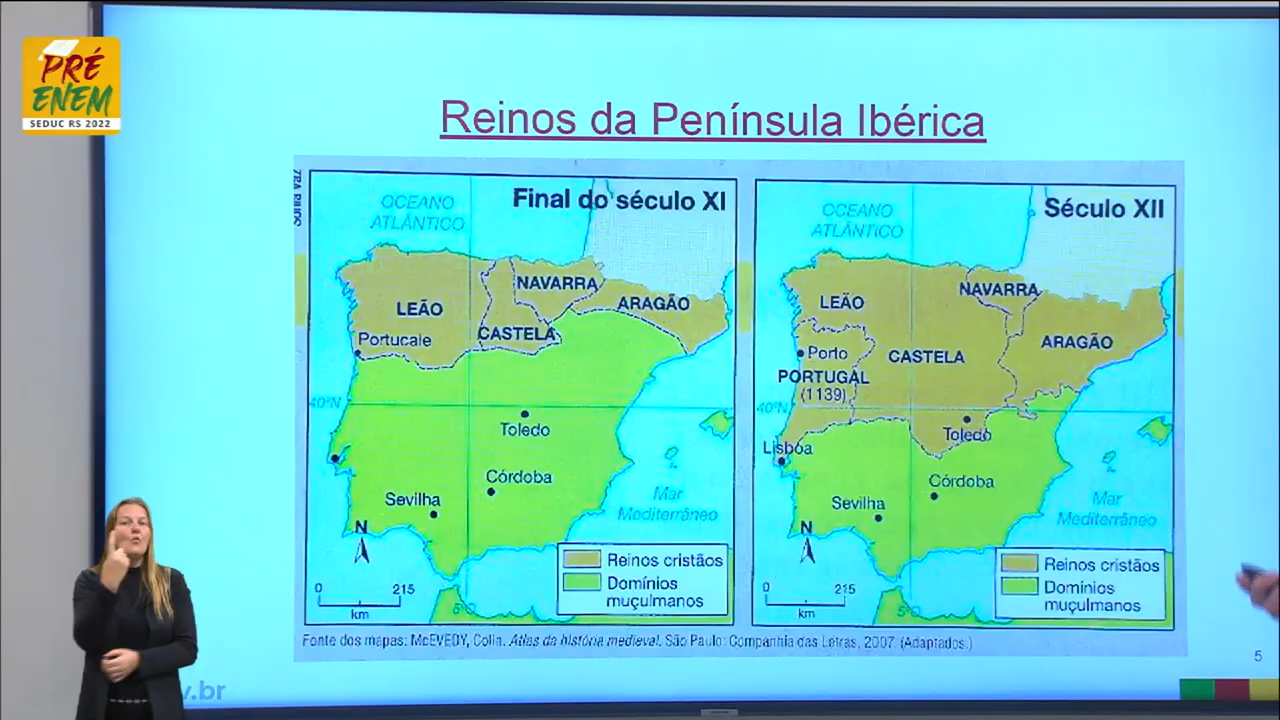 PRÉ
ENEM
SEDUC RS 2022
Reinos da Península Ibérica
Final do século XI
OCEANO
ATLÂNTICO
LEÃO
NAVARRA
ARAGÃO
CASTELA
Portucale
40°N
Toledo
Córdoba
Sevilha
Mar
Mediterrâneo
N
0 215
km
5°O
Reinos cristãos
Domínios
muçulmanos
Século XII
OCEANO
ATLÂNTICO
LEÃO
NAVARRA
ARAGÃO
CASTELA
Porto
PORTUGAL
(1139)
40°N
Lisboa
Toledo
Córdoba
Sevilha
Mar
Mediterrâneo
N
0 215
km
5°O
Reinos cristãos
Domínios
muçulmanos
Fonte dos mapas: McEVEDY, Colin. Atlas da história medieval. São Paulo: Companhia das Letras, 2007. (Adaptados.)
5
v.br